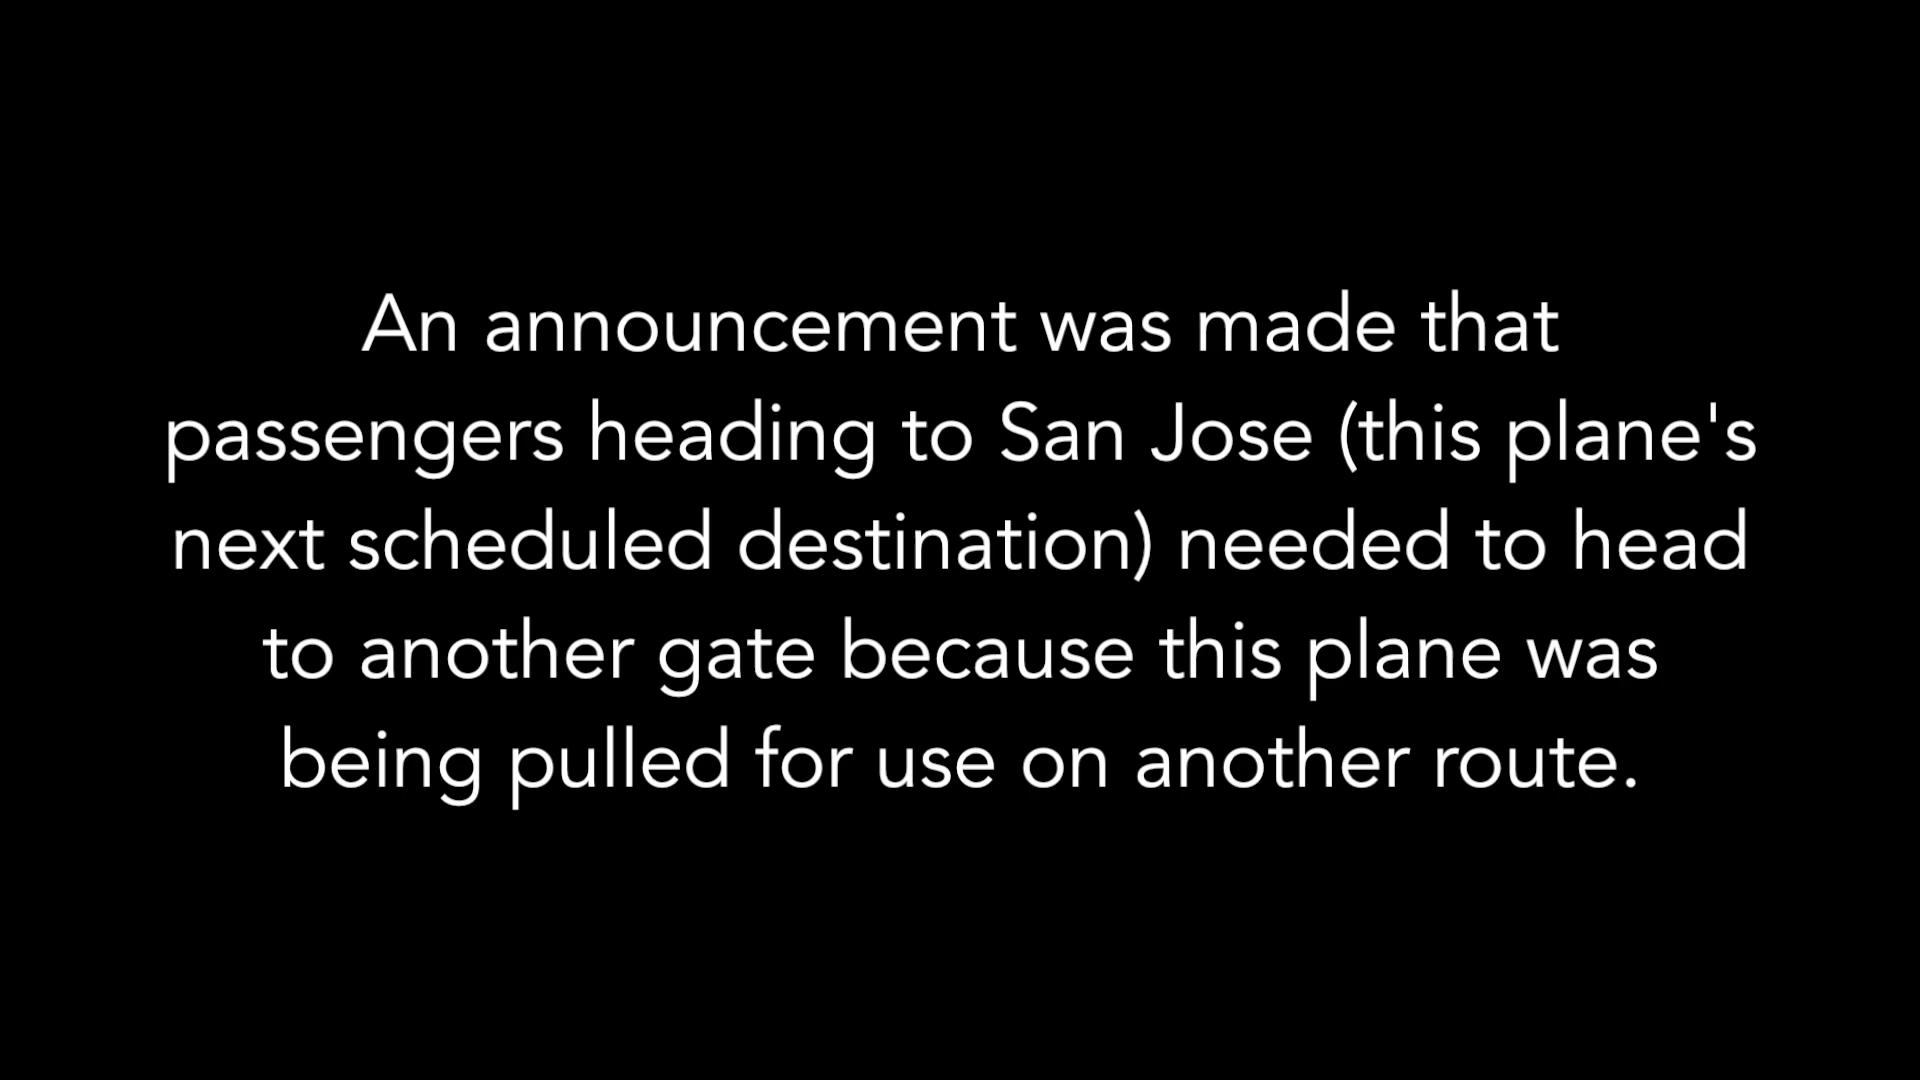 An announcement was made that
passengers heading to San Jose (this plane's
next scheduled destination) needed to head
to another gate because this plane was
being pulled for use on another route.